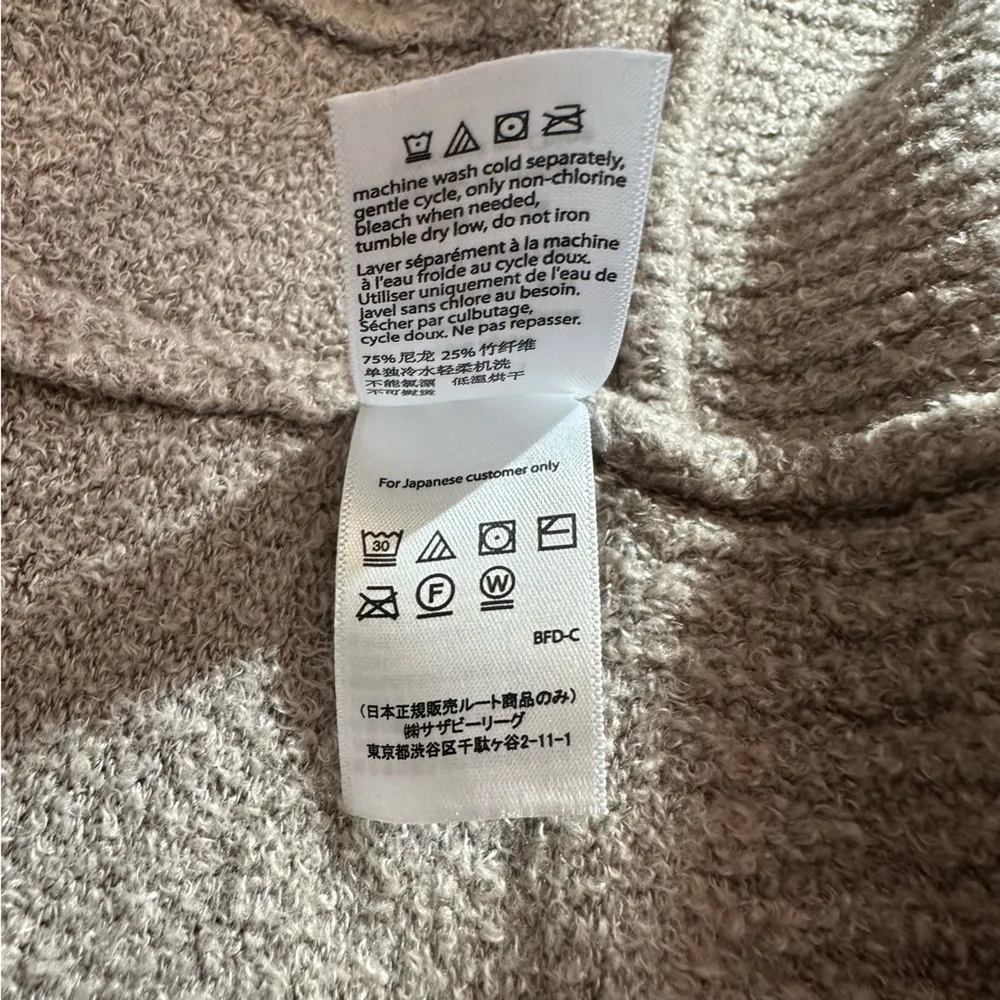 machine wash cold separately,
gentle cycle, only non-chlorine
bleach when needed,
tumble dry low, do not iron
Laver séparément à la machine
à l'eau froide au cycle doux.
Utiliser uniquement de l'eau de
javel sans chlore au besoin.
Sécher par culbutage,
cycle doux. Ne pas repasser.
75% 尼龙 25% 竹纤维
单独冷水轻柔机洗
不能氯漂 低温烘干
不可熨烫
For Japanese customer only
30
F W
BFD-C
(日本正規販売ルート商品のみ)
㈱サザビーリーグ
東京都渋谷区千駄ヶ谷2-11-1